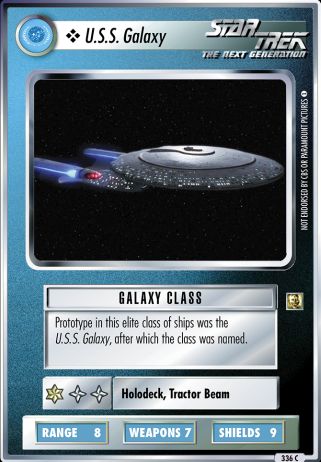 ❖ U.S.S. Galaxy
STAR TREK
THE NEXT GENERATION
NOT ENDORSED BY CBS OR PARAMOUNT PICTURES
GALAXY CLASS
Prototype in this elite class of ships was the
U.S.S. Galaxy, after which the class was named.
Holodeck, Tractor Beam
RANGE 8 WEAPONS 7 SHIELDS 9
336 C